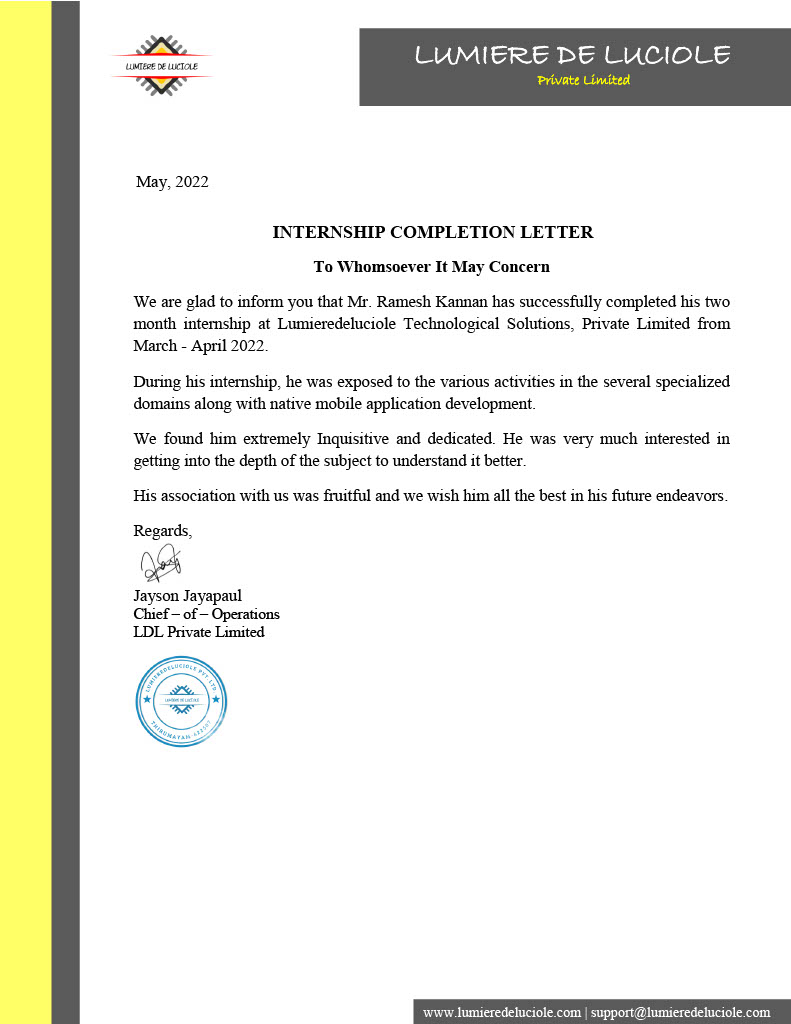 LUMIERE DE LUCIOLE
LUMIERE DE LUCIOLE
Private Limited
May, 2022
INTERNSHIP COMPLETION LETTER
To Whomsoever It May Concern
We are glad to inform you that Mr. Ramesh Kannan has successfully completed his two
month internship at Lumieredeluciole Technological Solutions, Private Limited from
March - April 2022.
During his internship, he was exposed to the various activities in the several specialized
domains along with native mobile application development.
We found him extremely Inquisitive and dedicated. He was very much interested in
getting into the depth of the subject to understand it better.
His association with us was fruitful and we wish him all the best in his future endeavors.
Regards,
Jayson Jayapaul
Chief – of – Operations
LDL Private Limited
LUMIEREDELUCIOLE PVT LTD
LUMIERE DE LUCIOLE
THIRUMAYAM 622507
www.lumieredeluciole.com | support@lumieredeluciole.com